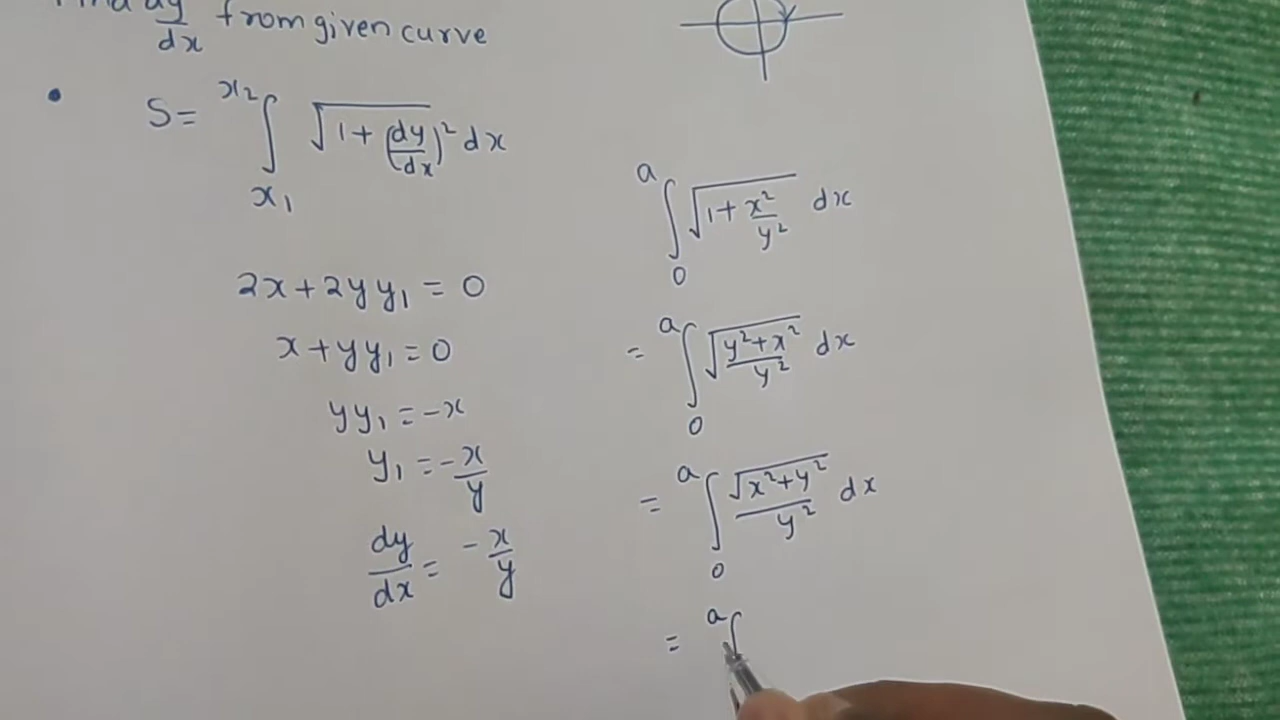 Find dy/dx from given curve
• S = ∫_{x1}^{x2} √1 + (dy/dx)² dx
2x + 2yy₁ = 0
x + yy₁ = 0
yy₁ = -x
y₁ = -x/y
dy/dx = -x/y
∫_0^a √(1 + x²/y²) dx
= ∫_0^a √(y² + x²/y²) dx
= ∫_0^a √(x² + y²)/y² dx
= ∫^a